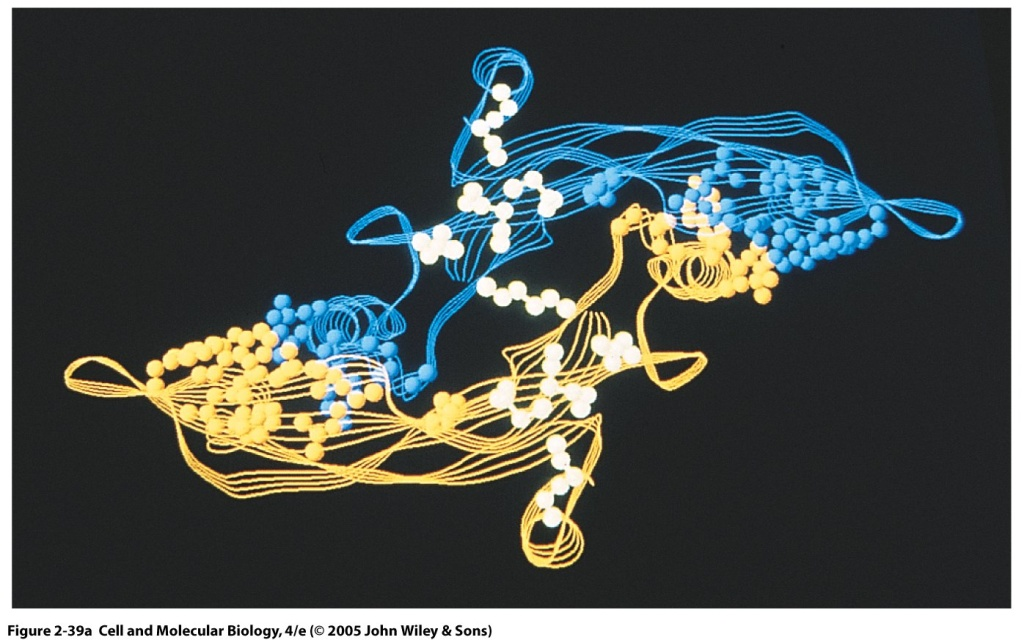 Figure 2-39a Cell and Molecular Biology, 4/e (© 2005 John Wiley & Sons)